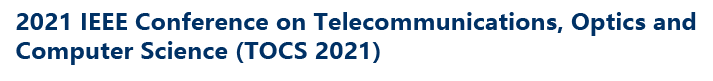 2021 IEEE Conference on Telecommunications, Optics and
Computer Science (TOCS 2021)